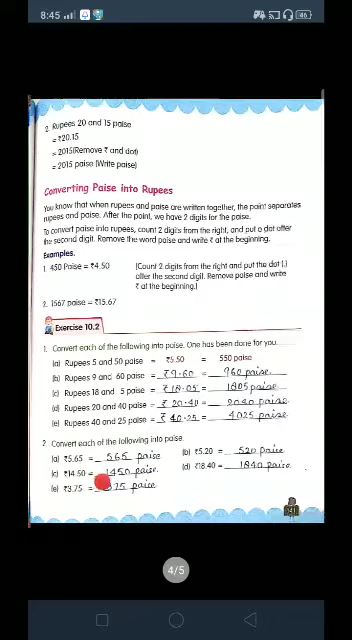 8:45
46
2. Rupees 20 and 15 paise
= ₹20.15
= 2015(Remove ₹ and dot)
= 2015 paise (Write paise)
Converting Paise into Rupees
You know that when rupees and paise are written together, the point separates
rupees and paise. After the point, we have 2 digits for the paise.
To convert paise into rupees, count 2 digits from the right, and put a dot after
the second digit. Remove the word paise and write ₹ at the beginning.
Examples.
1. 450 Paise = ₹4.50 [Count 2 digits from the right and put the dot (.)
after the second digit. Remove paise and write
₹ at the beginning.]
2. 1567 paise = ₹15.67
Exercise 10.2
1. Convert each of the following into paise. One has been done for you.
(a) Rupees 5 and 50 paise = ₹5.50 = 550 paise
(b) Rupees 9 and 60 paise = ₹9.60 = 960 paise.
(c) Rupees 18 and 5 paise = ₹18.05 = 1805 paise.
(d) Rupees 20 and 40 paise = ₹20.40 = 2040 paise.
(e) Rupees 40 and 25 paise = ₹40.25 = 4025 paise.
2. Convert each of the following into paise.
(a) ₹5.65 = 565 paise (b) ₹5.20 = 520 paise
(c) ₹14.50 = 1450 paise. (d) ₹18.40 = 1840 paise.
(e) ₹3.75 = 75 paise
141
4/5